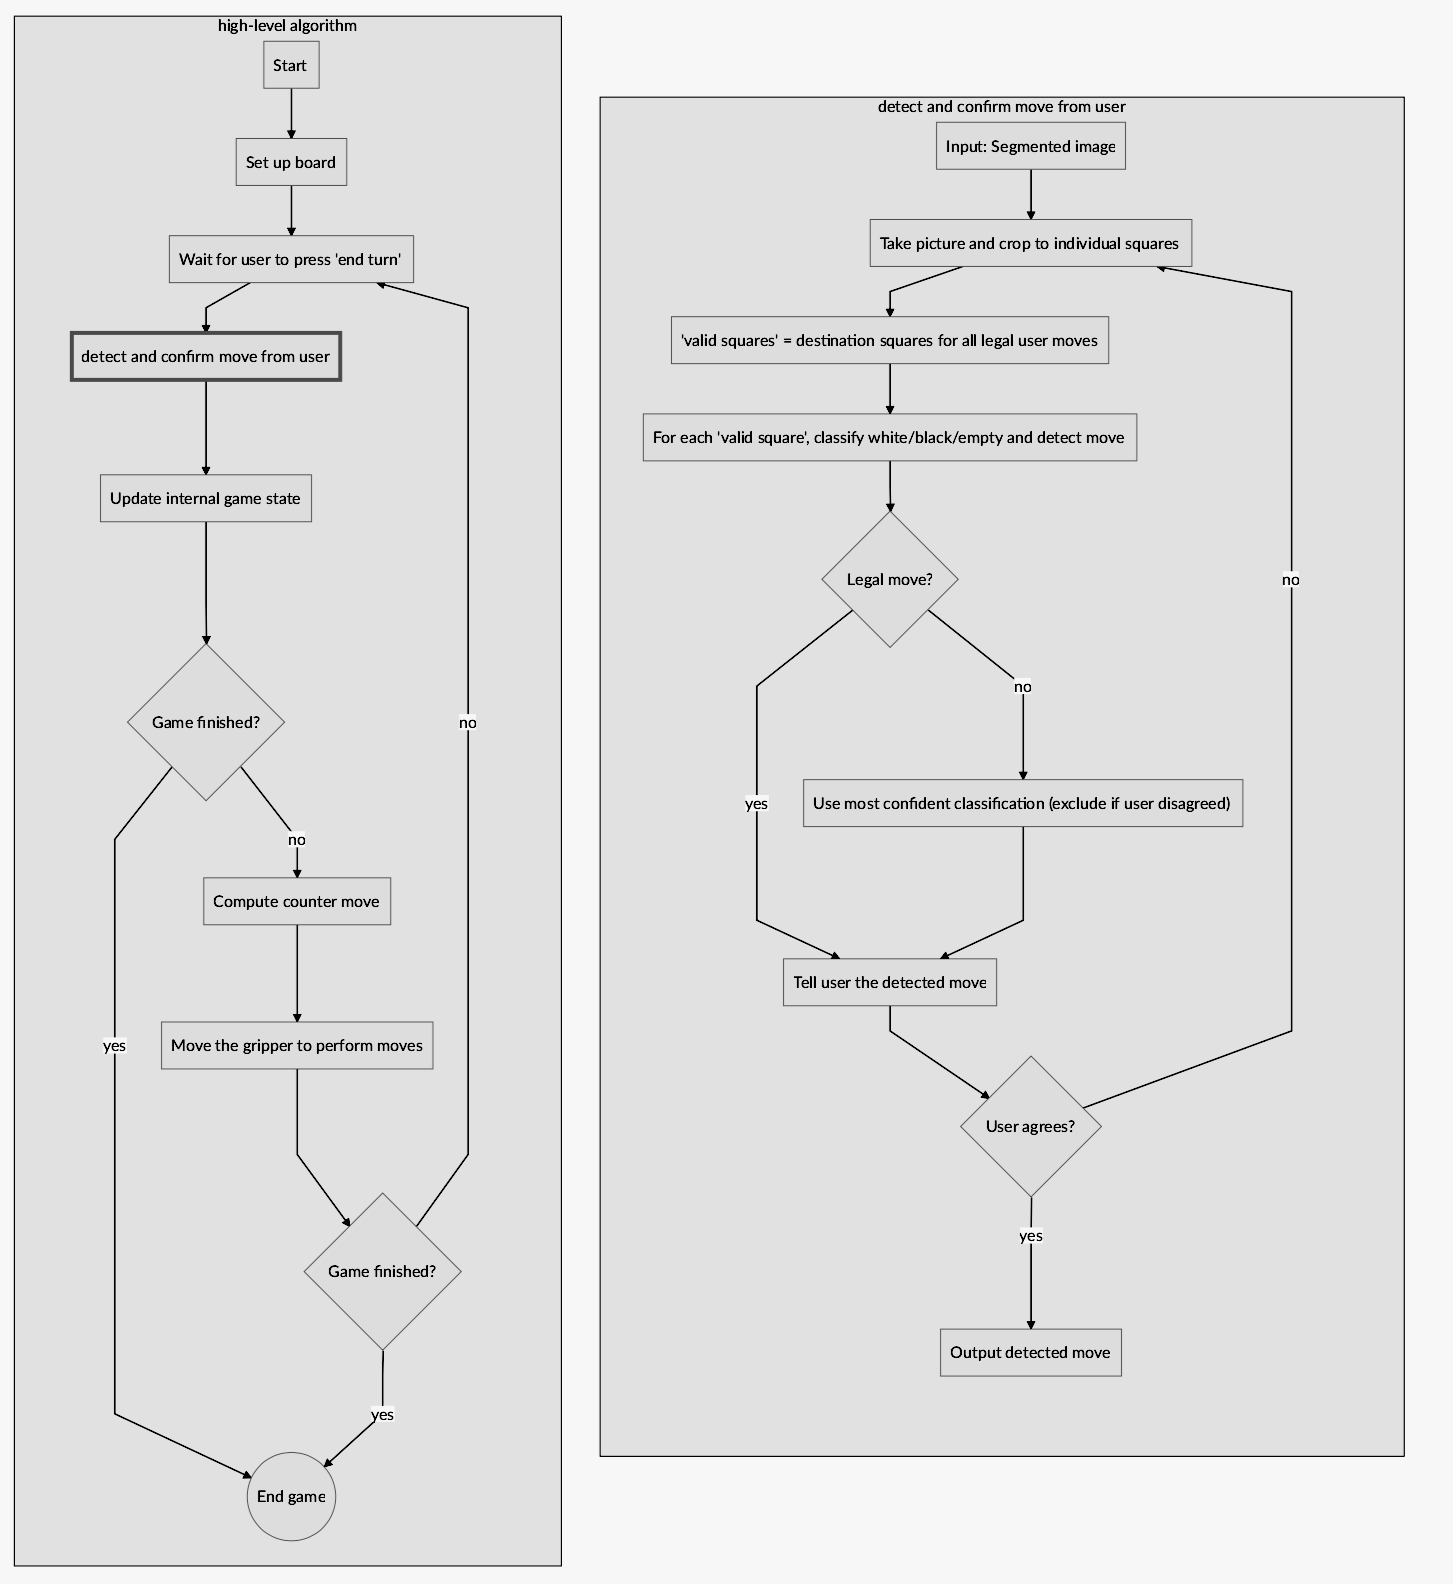 high-level algorithm
Start
Set up board
Wait for user to press 'end turn'
detect and confirm move from user
Update internal game state
Game finished?
no
yes
no
Compute counter move
Move the gripper to perform moves
Game finished?
yes
End game
detect and confirm move from user
Input: Segmented image
Take picture and crop to individual squares
'valid squares' = destination squares for all legal user moves
For each 'valid square', classify white/black/empty and detect move
Legal move?
no
no
yes
Use most confident classification (exclude if user disagreed)
Tell user the detected move
User agrees?
yes
Output detected move